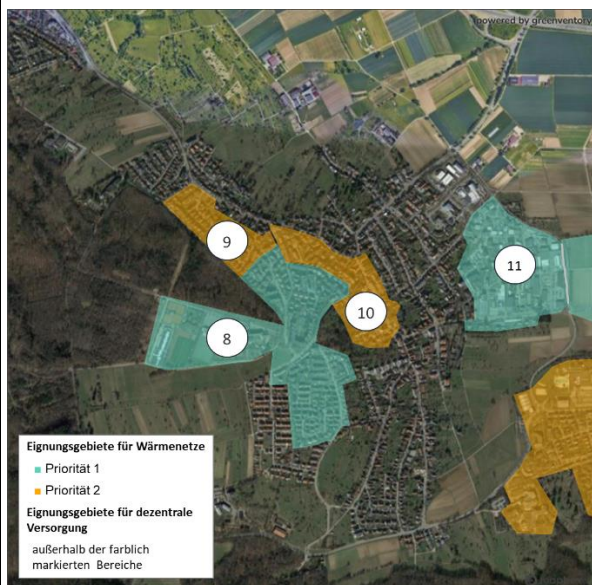 powered by greenventory
9
11
10
8
Eignungsgebiete für Wärmenetze
Priorität 1
Priorität 2
Eignungsgebiete für dezentrale
Versorgung
außerhalb der farblich
markierten Bereiche